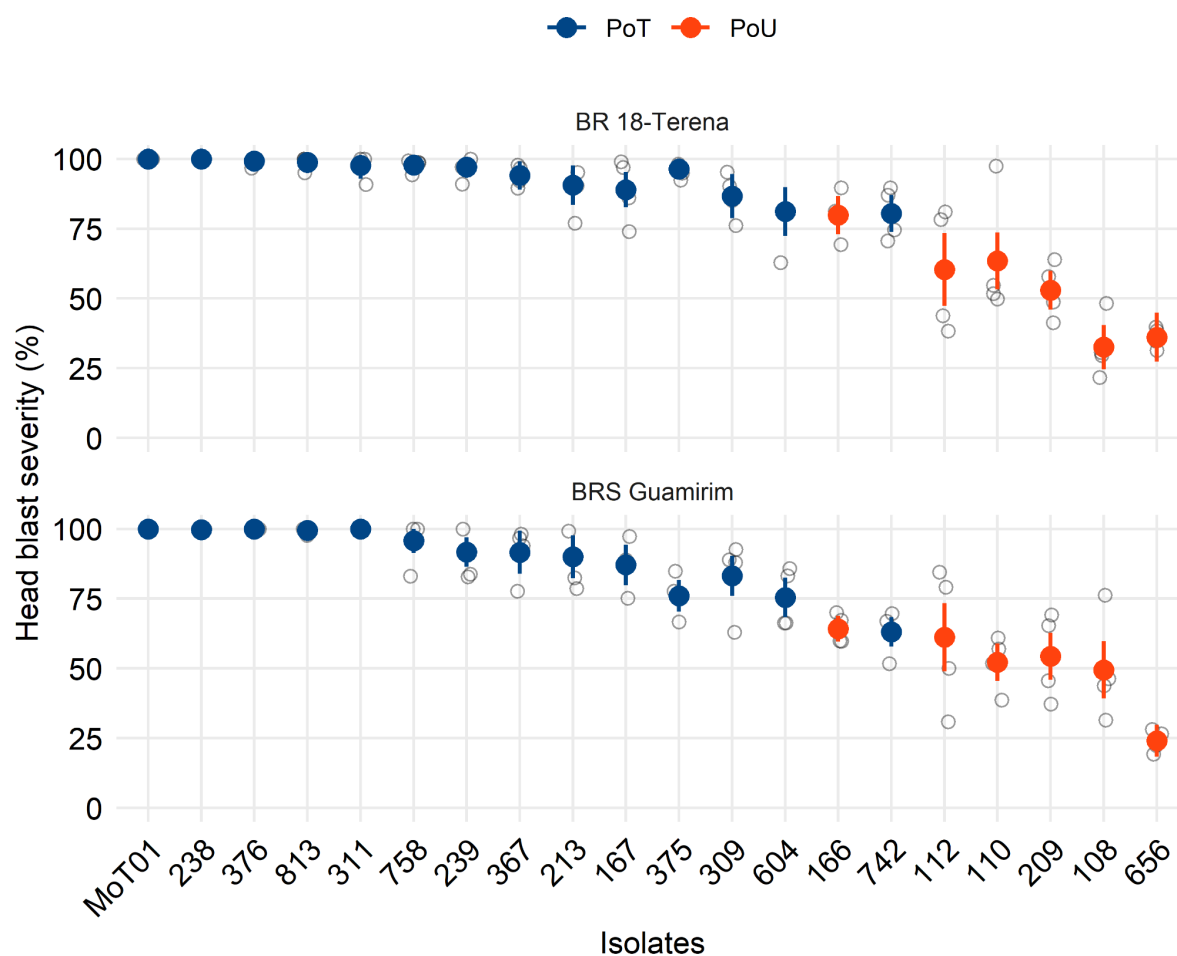 PoT PoU
BR 18-Terena
100
75
50
25
0
Head blast severity (%)
BRS Guamirim
100
75
50
25
0
MoT01 238 376 813 311 758 239 367 213 167 375 309 604 166 742 112 110 209 108 656
Isolates